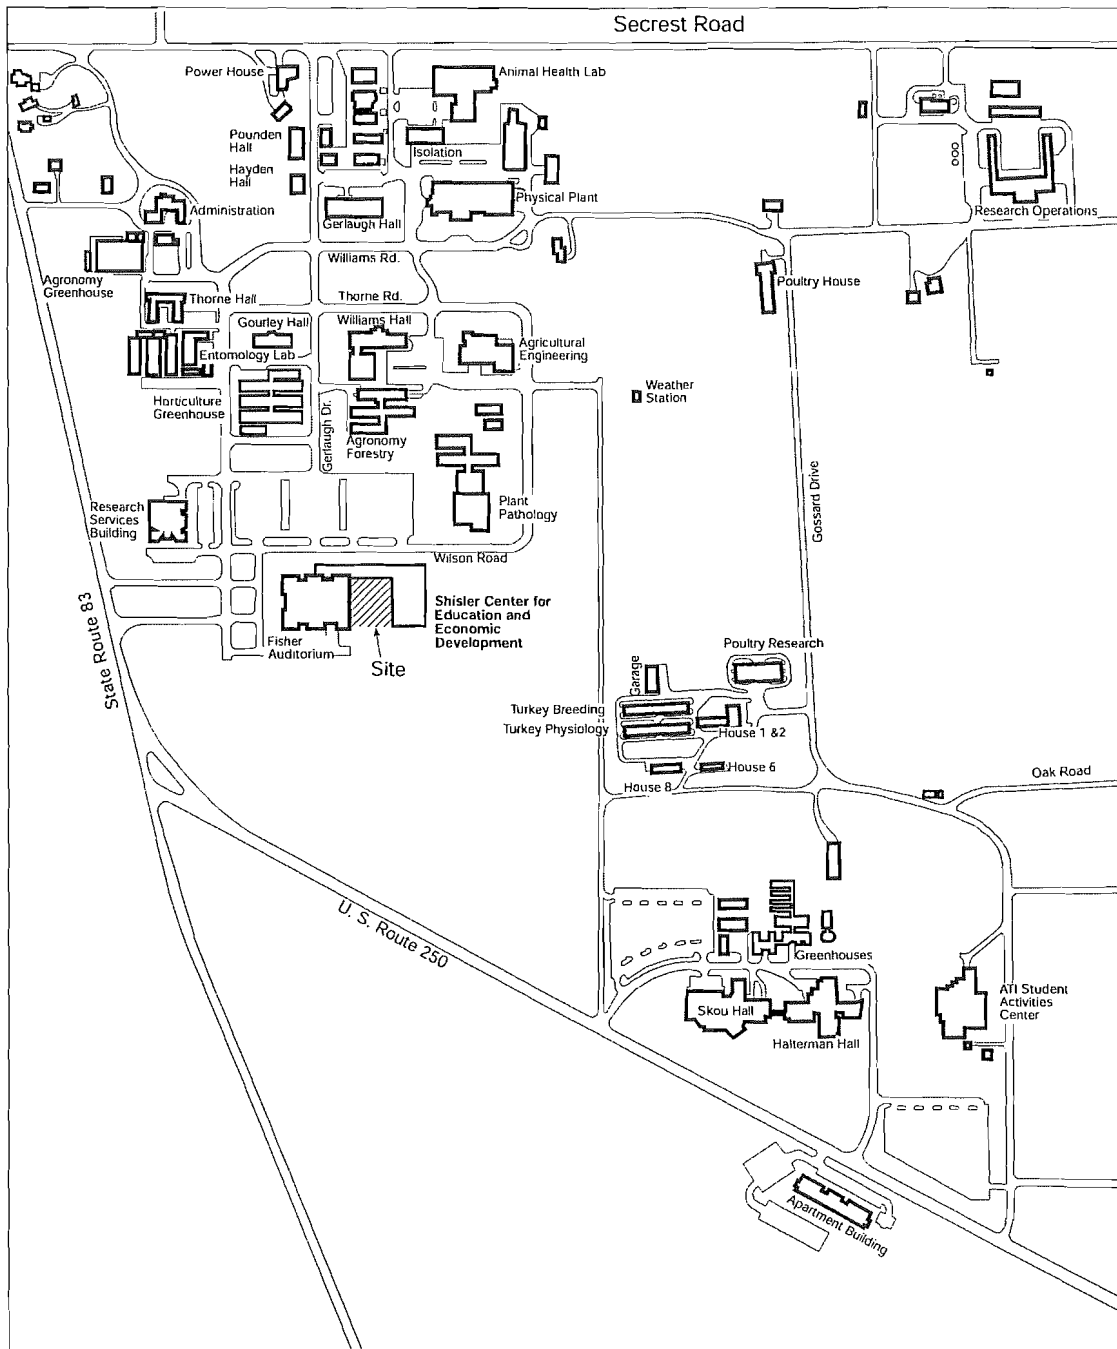 Secrest Road
Power House
Animal Health Lab
Pounden
Hall
Isolation
Hayden
Hall
Administration
Physical Plant
Research Operations
Gerlaugh Hall
Williams Rd.
Agronomy
Greenhouse
Poultry House
Thorne Rd.
Thorne Hall
Gourley Hall
Williams Hall
Agricultural
Engineering
Entomology Lab
Weather
Station
Horticulture
Greenhouse
Gerlaugh Dr.
Agronomy
Forestry
Gossard Drive
Research
Services
Building
Plant
Pathology
Wilson Road
State Route 83
Shisler Center for
Education and
Economic
Development
Fisher
Auditorium
Site
Poultry Research
Garage
Turkey Breeding
Turkey Physiology
House 1 &2
House 6
House 8
Oak Road
U. S. Route 250
Greenhouses
Skou Hall
Halterman Hall
ATI Student
Activities
Center
Apartment Building